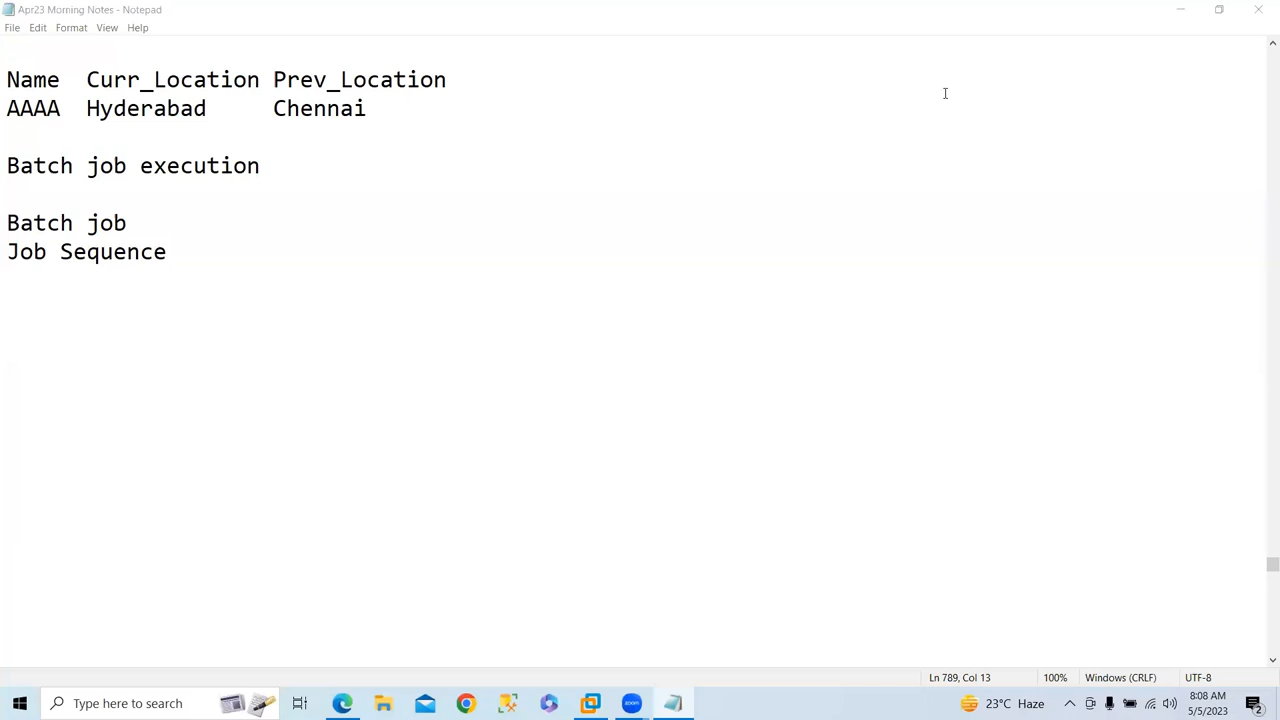 Apr23 Morning Notes - Notepad
File Edit Format View Help
Name Curr_Location Prev_Location
AAAA Hyderabad Chennai
Batch job execution
Batch job
Job Sequence
Ln 789, Col 13 100% Windows (CRLF) UTF-8
Type here to search
zoom
23°C Haze
8:08 AM
5/5/2023
2